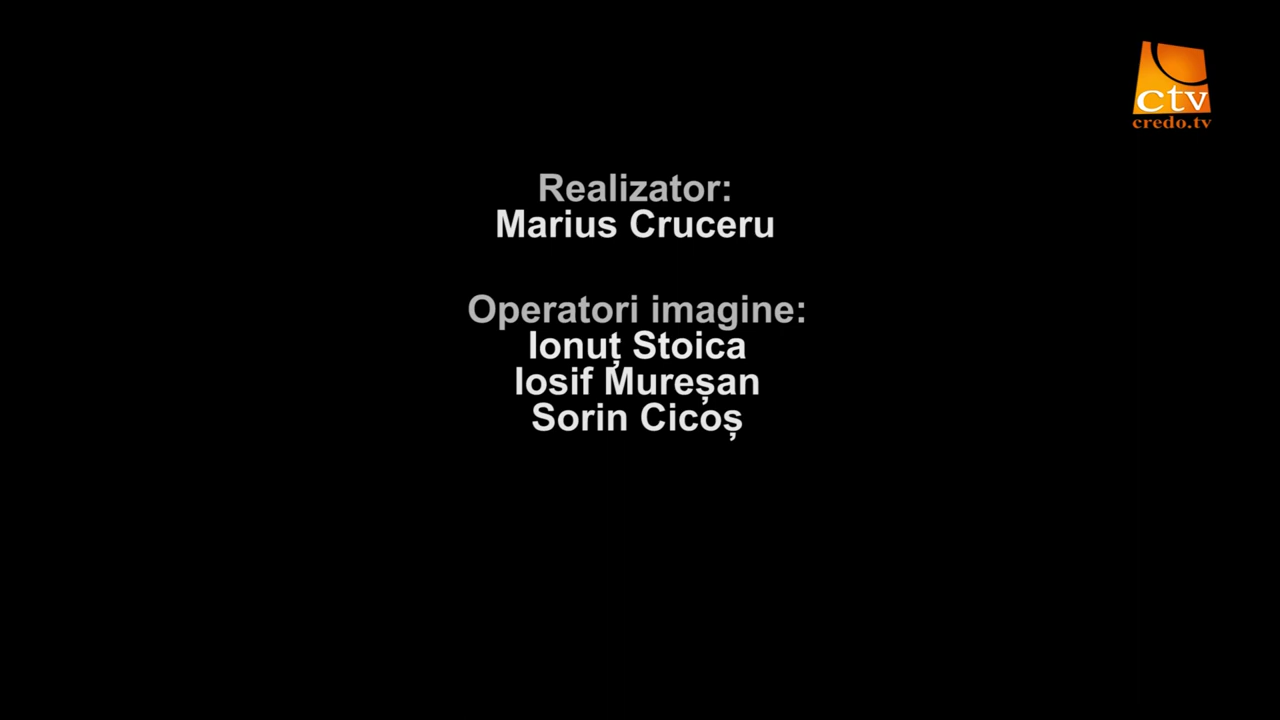 ctv
credo.tv
Realizator:
Marius Cruceru
Operatori imagine:
Ionuț Stoica
Iosif Mureșan
Sorin Cicoș